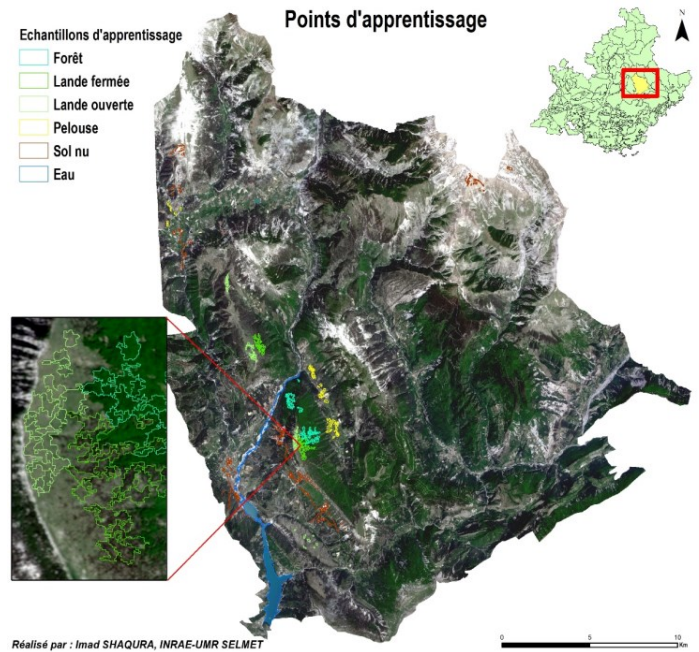 Points d'apprentissage
N
Echantillons d'apprentissage
Forêt
Lande fermée
Lande ouverte
Pelouse
Sol nu
Eau
Réalisé par : Imad SHAQURA, INRAE-UMR SELMET
0 5 10
Km